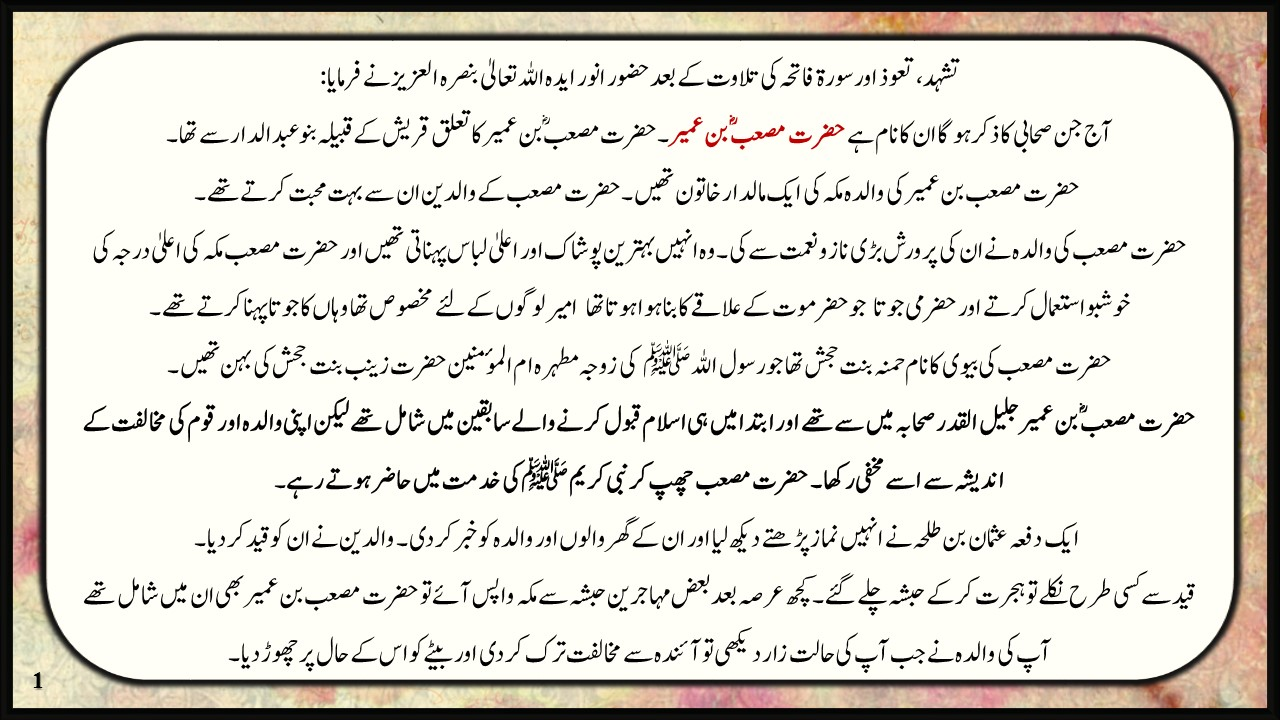 تشہد، تعوذ اور سورۃ فاتحہ کی تلاوت کے بعد حضور انور ایدہ اللہ تعالیٰ بنصرہ العزیز نے فرمایا:
آج جن صحابی کا ذکر ہو گا ان کا نام ہے حضرت مصعبؓ بن عمیر۔ حضرت مصعبؓ بن عمیر کا تعلق قریش کے قبیلہ بنو عبد الدار سے تھا۔
حضرت مصعب بن عمیر کی والدہ مکہ کی ایک مالدار خاتون تھیں۔ حضرت مصعب کے والدین ان سے بہت محبت کرتے تھے۔
حضرت مصعب کی والدہ نے ان کی پرورش بڑی ناز و نعمت سے کی۔ وہ انہیں بہترین پوشاک اور اعلیٰ لباس پہناتی تھیں اور حضرت مصعب مکہ کی اعلیٰ درجہ کی
خوشبو استعمال کرتے اور حضرمی جوتا جو حضر موت کے علاقے کا بنا ہوا ہوتا تھا امیر لوگوں کے لئے مخصوص تھا وہاں کا جوتا پہنا کرتے تھے۔
حضرت مصعب کی بیوی کا نام حمنہ بنت جحش تھا جو رسول اللہ ﷺ کی زوجہ مطہرہ ام المؤمنین حضرت زینب بنت جحش کی بہن تھیں۔
حضرت مصعبؓ بن عمیر جلیل القدر صحابہ میں سے تھے اور ابتدا میں ہی اسلام قبول کرنے والے سابقین میں شامل تھے لیکن اپنی والدہ اور قوم کی مخالفت کے
اندیشہ سے اسے مخفی رکھا۔ حضرت مصعب چھپ کر نبی کریم ﷺ کی خدمت میں حاضر ہوتے رہے۔
ایک دفعہ عثمان بن طلحہ نے انہیں نماز پڑھتے دیکھ لیا اور ان کے گھر والوں اور والدہ کو خبر کر دی۔ والدین نے ان کو قید کر دیا۔
قید سے کسی طرح نکلے تو ہجرت کر کے حبشہ چلے گئے۔ کچھ عرصہ بعد بعض مہاجرین حبشہ سے مکہ واپس آئے تو حضرت مصعب بن عمیر بھی ان میں شامل تھے
آپ کی والدہ نے جب آپ کی حالت زار دیکھی تو آئندہ سے مخالفت ترک کر دی اور بیٹے کو اس کے حال پر چھوڑ دیا۔
1